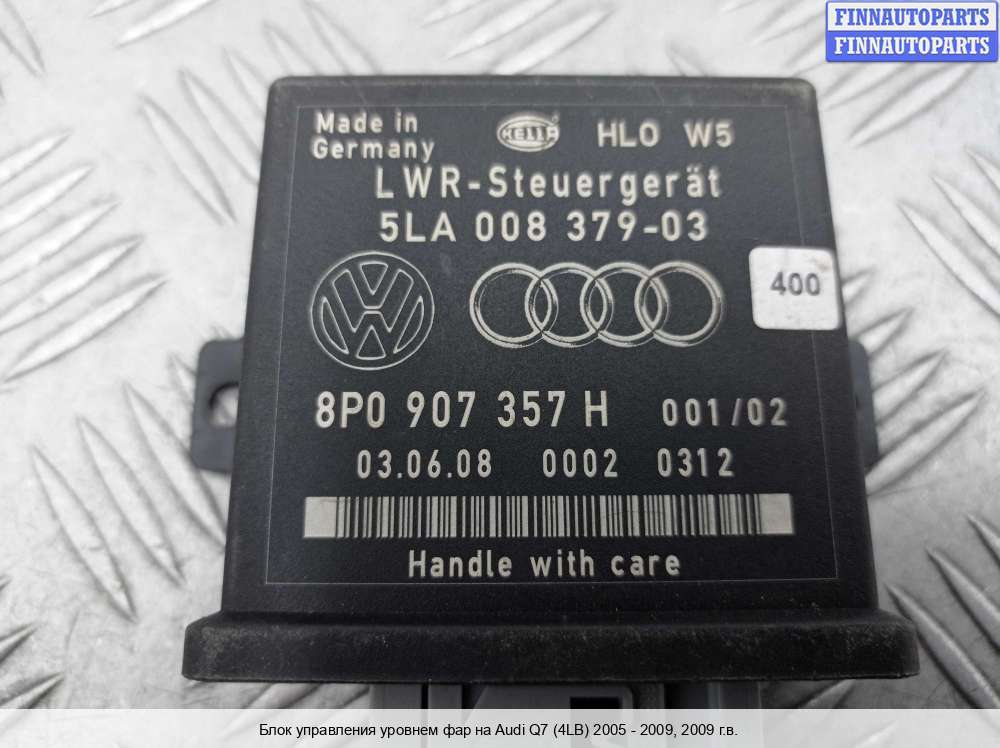 FINNAUTOPARTS
FINNAUTOPARTS
Made in
Germany
HELLA
HLO W5
LWR-Steuergerät
5LA 008 379-03
400
8P0 907 357 H 001/02
03.06.08 0002 0312
Handle with care
Блок управления уровнем фар на Audi Q7 (4LB) 2005 - 2009, 2009 г.в.